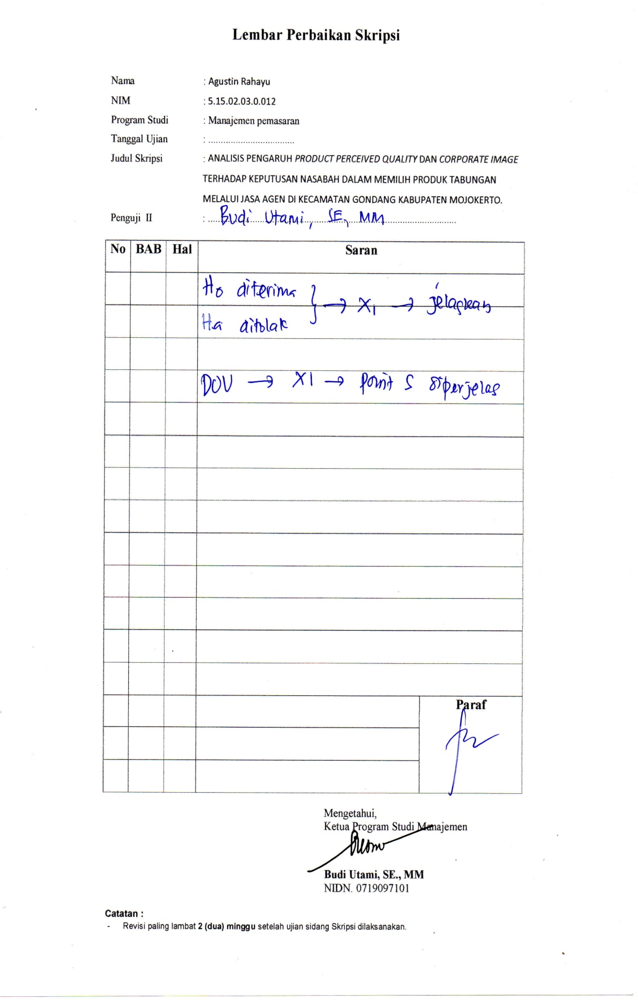 Lembar Perbaikan Skripsi
Nama : Agustin Rahayu
NIM : 5.15.02.03.0.012
Program Studi : Manajemen pemasaran
Tanggal Ujian : ...................................
Judul Skripsi : ANALISIS PENGARUH PRODUCT PERCEIVED QUALITY DAN CORPORATE IMAGE
TERHADAP KEPUTUSAN NASABAH DALAM MEMILIH PRODUK TABUNGAN
MELALUI JASA AGEN DI KECAMATAN GONDANG KABUPATEN MOJOKERTO.
Penguji II : Budi Utami, SE, MM
No BAB Hal Saran
Ho diterima } → X1 → jelaskan
Ha ditolak
DOV → X1 → point 5 diperjelas
Paraf
Mengetahui,
Ketua Program Studi Manajemen
Budi Utami, SE., MM
NIDN. 0719097101
Catatan :
- Revisi paling lambat 2 (dua) minggu setelah ujian sidang Skripsi dilaksanakan.